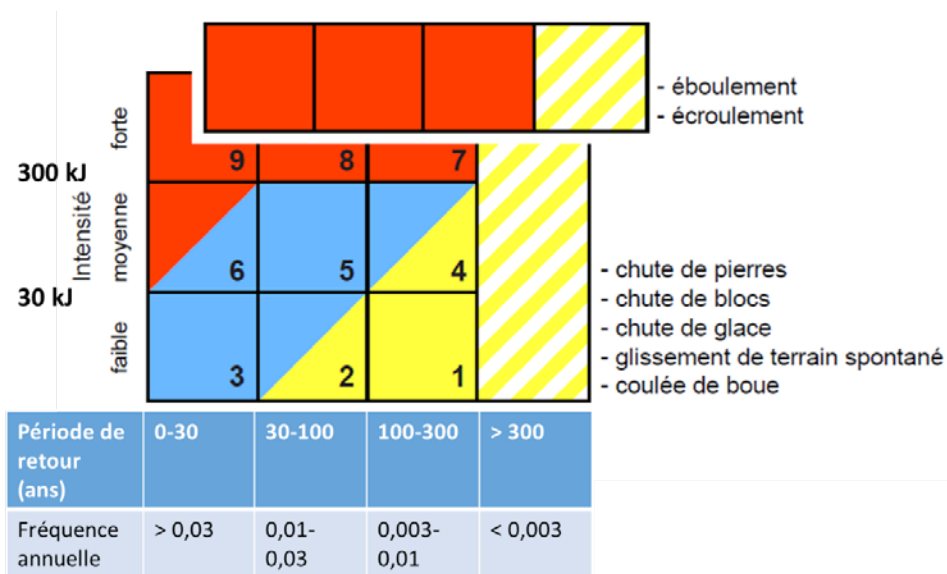 - éboulement
- écroulement
forte
300 kJ
9 8 7
Intensité
moyenne
6 5 4
30 kJ
- chute de pierres
- chute de blocs
- chute de glace
- glissement de terrain spontané
- coulée de boue
faible
3 2 1
Période de
retour
(ans)
0-30
30-100
100-300
> 300
Fréquence
annuelle
> 0,03
0,01-
0,03
0,003-
0,01
< 0,003